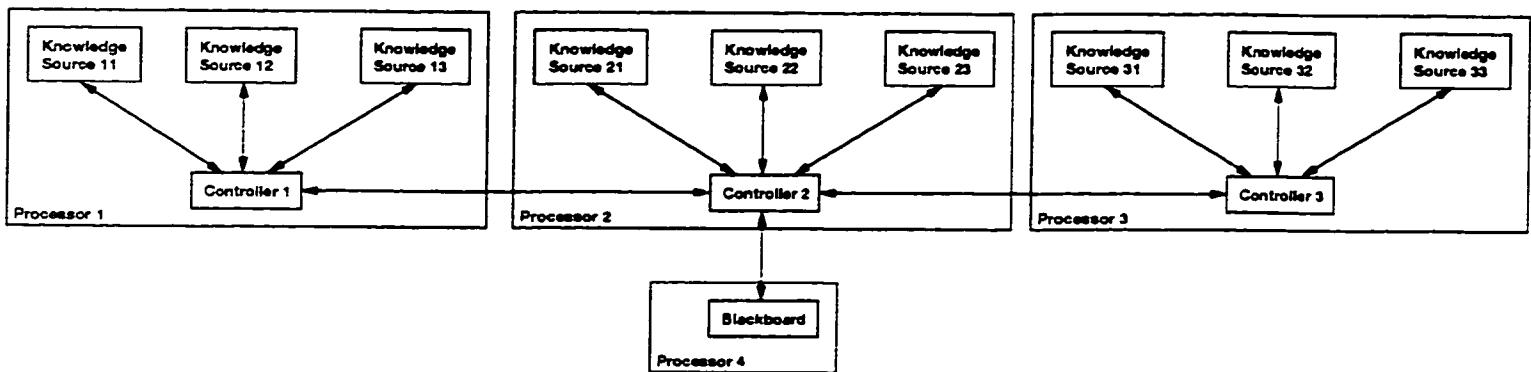 Knowledge
Source 11
Knowledge
Source 12
Knowledge
Source 13
Controller 1
Processor 1
Knowledge
Source 21
Knowledge
Source 22
Knowledge
Source 23
Controller 2
Processor 2
Knowledge
Source 31
Knowledge
Source 32
Knowledge
Source 33
Controller 3
Processor 3
Blackboard
Processor 4